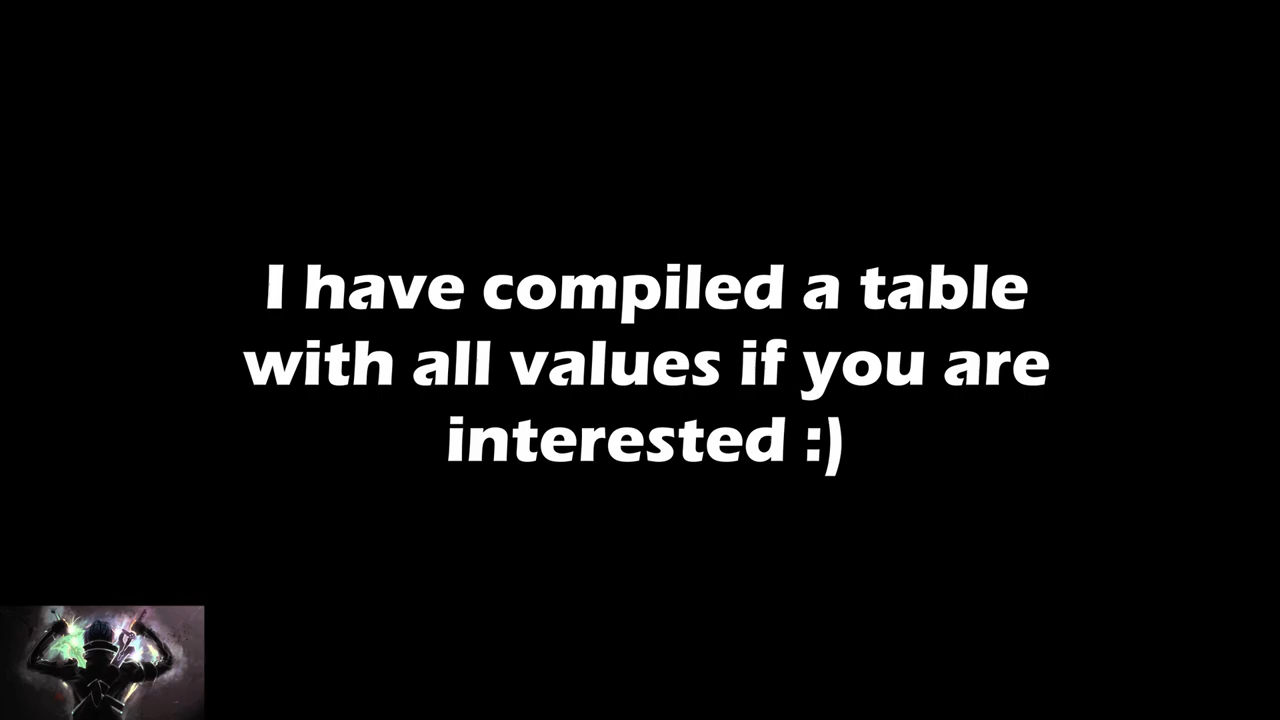 I have compiled a table
with all values if you are
interested :)